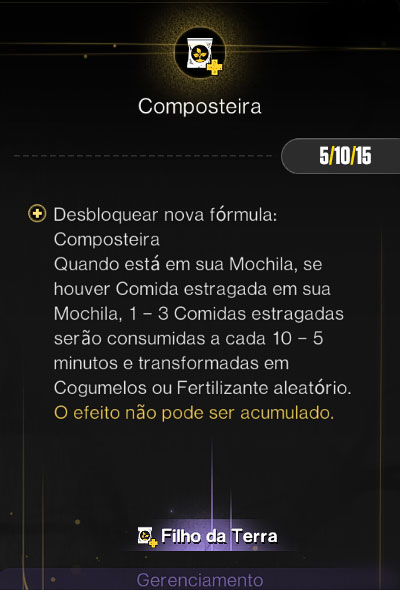 Composteira
5/10/15
Desbloquear nova fórmula:
Composteira
Quando está em sua Mochila, se
houver Comida estragada em sua
Mochila, 1 – 3 Comidas estragadas
serão consumidas a cada 10 – 5
minutos e transformadas em
Cogumelos ou Fertilizante aleatório.
O efeito não pode ser acumulado.
Filho da Terra
Gerenciamento